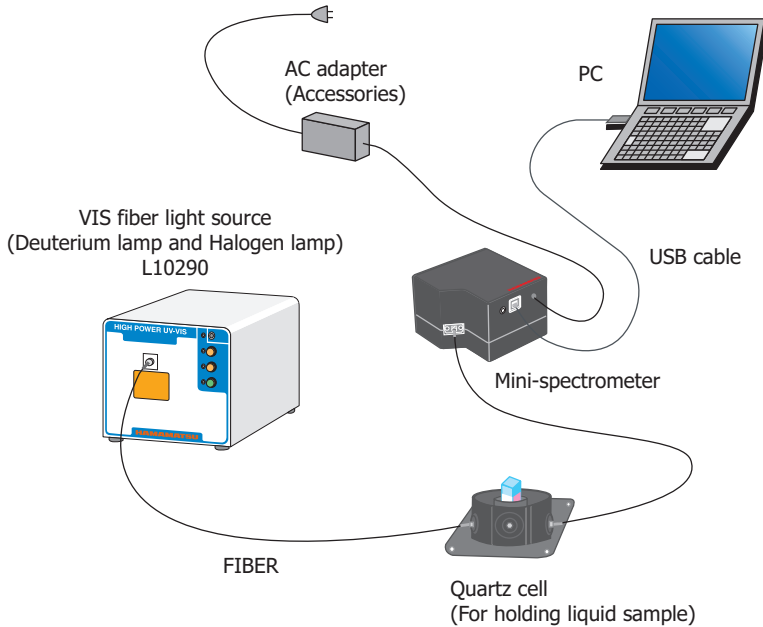 AC adapter
(Accessories)
PC
VIS fiber light source
(Deuterium lamp and Halogen lamp)
L10290
USB cable
HIGH POWER UV-VIS
HAMAMATSU
Mini-spectrometer
FIBER
Quartz cell
(For holding liquid sample)